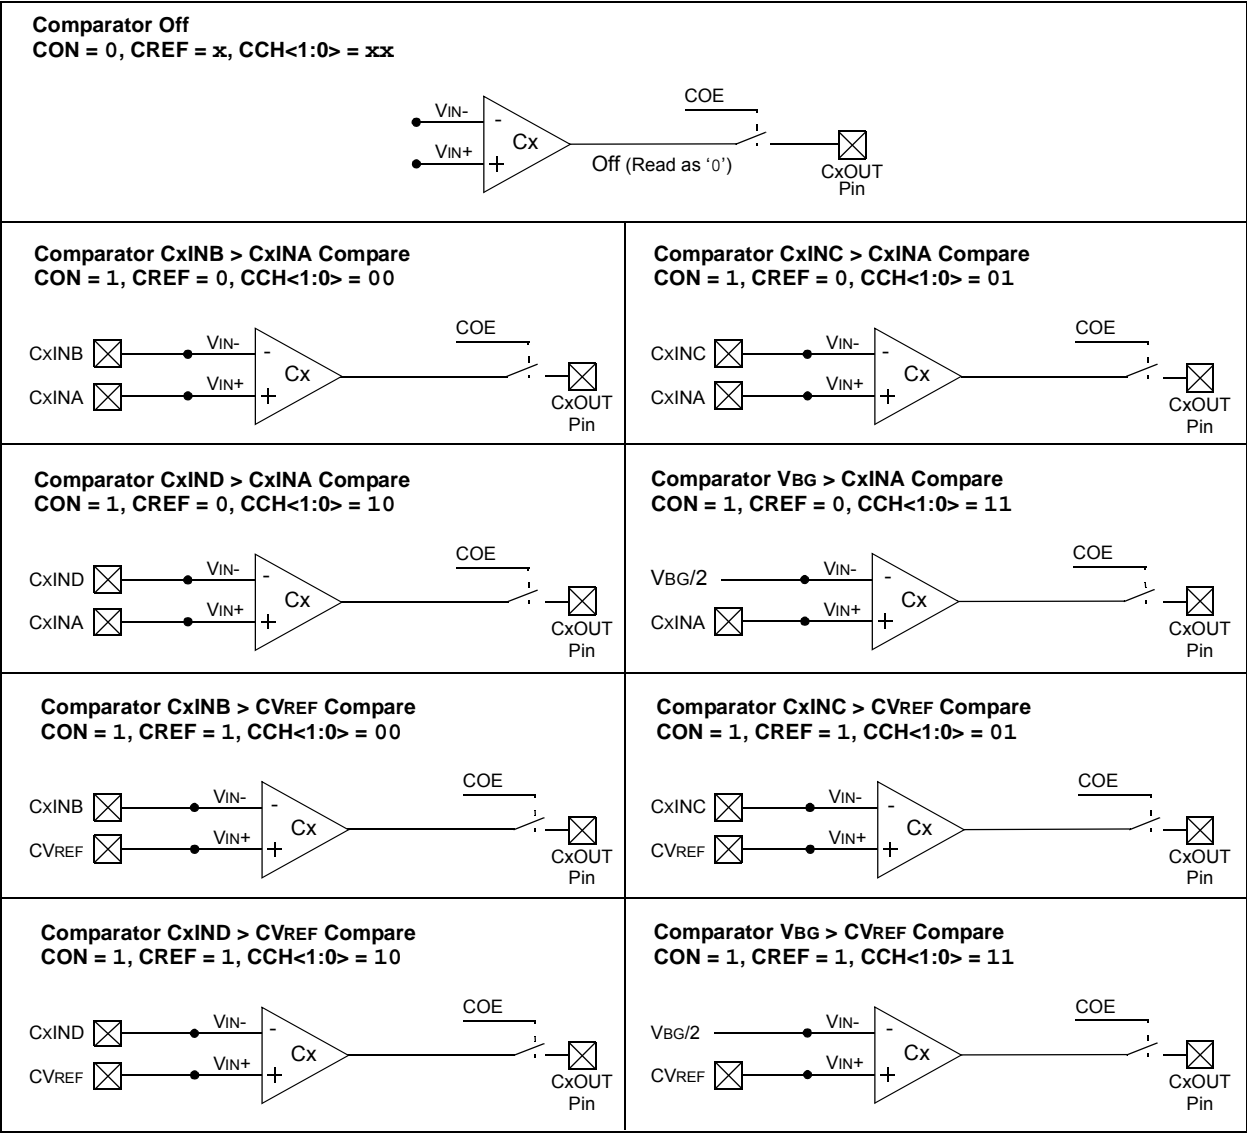 Comparator Off
CON = 0, CREF = x, CCH<1:0> = xx
COE
VIN-
-
Cx
VIN+
+
Off (Read as ‘0’)
CxOUT
Pin
Comparator CxINB > CxINA Compare
CON = 1, CREF = 0, CCH<1:0> = 00
COE
CxINB
VIN-
-
Cx
CxINA
VIN+
+
CxOUT
Pin
Comparator CxINC > CxINA Compare
CON = 1, CREF = 0, CCH<1:0> = 01
COE
CxINC
VIN-
-
Cx
CxINA
VIN+
+
CxOUT
Pin
Comparator CxIND > CxINA Compare
CON = 1, CREF = 0, CCH<1:0> = 10
COE
CxIND
VIN-
-
Cx
CxINA
VIN+
+
CxOUT
Pin
Comparator VBG > CxINA Compare
CON = 1, CREF = 0, CCH<1:0> = 11
COE
VBG/2
VIN-
-
Cx
CxINA
VIN+
+
CxOUT
Pin
Comparator CxINB > CVREF Compare
CON = 1, CREF = 1, CCH<1:0> = 00
COE
CxINB
VIN-
-
Cx
CVREF
VIN+
+
CxOUT
Pin
Comparator CxINC > CVREF Compare
CON = 1, CREF = 1, CCH<1:0> = 01
COE
CxINC
VIN-
-
Cx
CVREF
VIN+
+
CxOUT
Pin
Comparator CxIND > CVREF Compare
CON = 1, CREF = 1, CCH<1:0> = 10
COE
CxIND
VIN-
-
Cx
CVREF
VIN+
+
CxOUT
Pin
Comparator VBG > CVREF Compare
CON = 1, CREF = 1, CCH<1:0> = 11
COE
VBG/2
VIN-
-
Cx
CVREF
VIN+
+
CxOUT
Pin